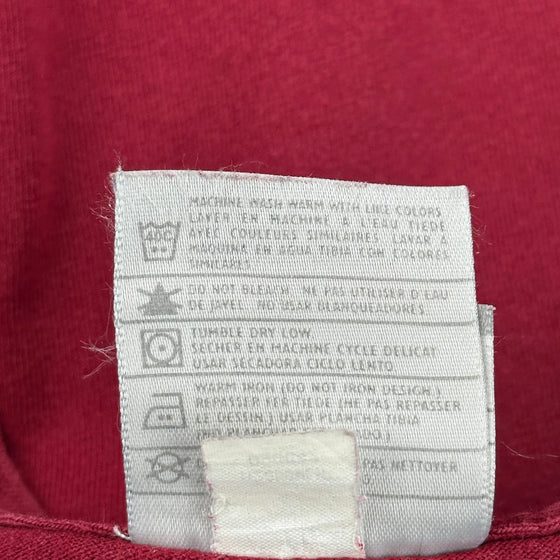 MACHINE WASH WARM WITH LIKE COLORS
LAVER EN MACHINE A L'EAU TIEDE
AVEC COULEURS SIMILAIRES. LAVAR A
MAQUINA EN AGUA TIBIA CON COLORES
SIMILARES
DO NOT BLEACH. NE PAS UTILISER D'EAU
DE JAVEL. NO USAR BLANQUEADORES.
TUMBLE DRY LOW.
SECHER EN MACHINE CYCLE DELICAT
USAR SECADORA CICLO LENTO.
WARM IRON (DO NOT IRON DESIGN).
REPASSER FER TIEDE (NE PAS REPASSER
LE DESSIN) USAR PLANCHA TIBIA
(NO
PAS NETTOYER